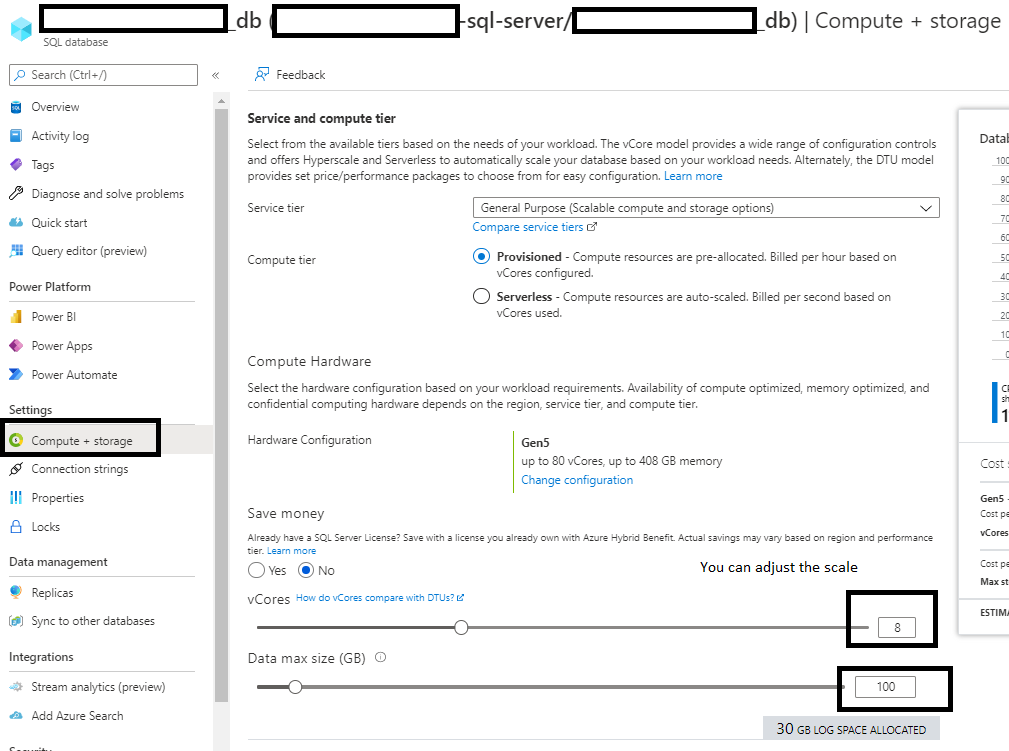 _db (-sql-server/_db) | Compute + storage
SQL database
Search (Ctrl+/)
«
Overview
Activity log
Tags
Diagnose and solve problems
Quick start
Query editor (preview)
Power Platform
Power BI
Power Apps
Power Automate
Settings
Compute + storage
Connection strings
Properties
Locks
Data management
Replicas
Sync to other databases
Integrations
Stream analytics (preview)
Add Azure Search
Security
Feedback
Service and compute tier
Select from the available tiers based on the needs of your workload. The vCore model provides a wide range of configuration controls
and offers Hyperscale and Serverless to automatically scale your database based on your workload needs. Alternately, the DTU model
provides set price/performance packages to choose from for easy configuration. Learn more
Service tier
General Purpose (Scalable compute and storage options)
Compare service tiers
Compute tier
Provisioned - Compute resources are pre-allocated. Billed per hour based on
vCores configured.
Serverless - Compute resources are auto-scaled. Billed per second based on
vCores used.
Compute Hardware
Select the hardware configuration based on your workload requirements. Availability of compute optimized, memory optimized, and
confidential computing hardware depends on the region, service tier, and compute tier.
Hardware Configuration
Gen5
up to 80 vCores, up to 408 GB memory
Change configuration
Save money
Already have a SQL Server License? Save with a license you already own with Azure Hybrid Benefit. Actual savings may vary based on region and performance
tier. Learn more
Yes No
You can adjust the scale
vCores How do vCores compare with DTUs?
8
Data max size (GB)
100
30 GB LOG SPACE ALLOCATED
Datab
100
90
80
70
60
50
40
30
20
10
0
Cost
Gen5 -
Cost pe
vCores
Cost pe
Max st
ESTIMA